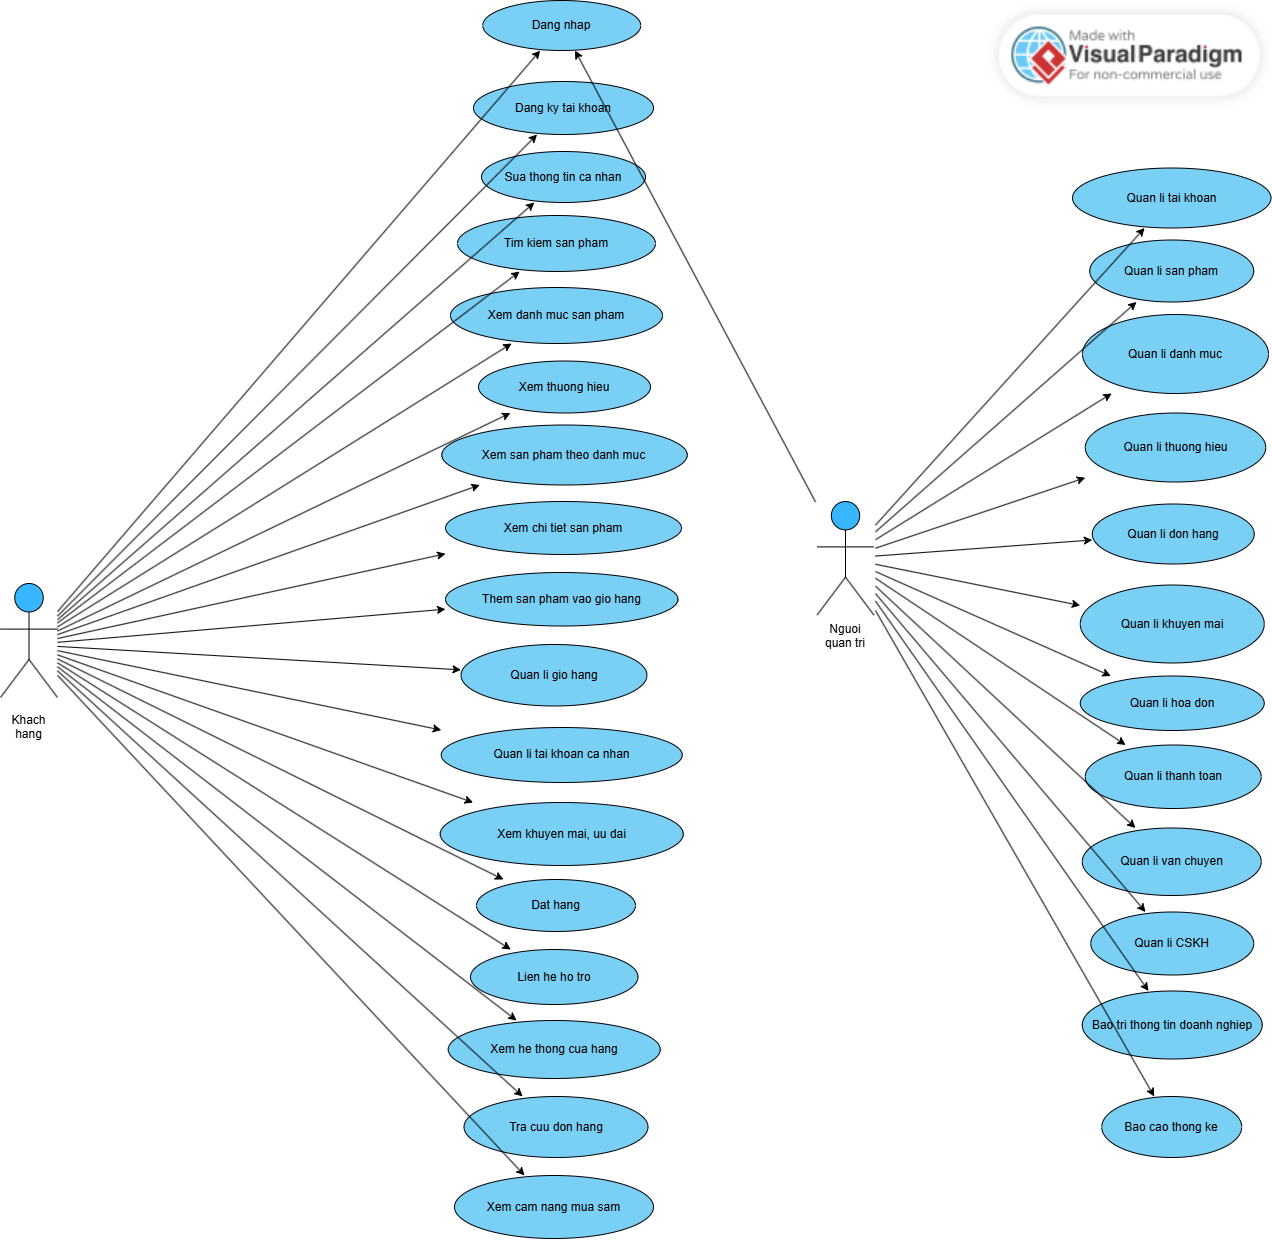 Dang nhap
Made with
Visual Paradigm
For non-commercial use
Dang ky tai khoan
Sua thong tin ca nhan
Tim kiem san pham
Xem danh muc san pham
Xem thuong hieu
Xem san pham theo danh muc
Xem chi tiet san pham
Them san pham vao gio hang
Quan li gio hang
Quan li tai khoan ca nhan
Xem khuyen mai, uu dai
Dat hang
Lien he ho tro
Xem he thong cua hang
Tra cuu don hang
Xem cam nang mua sam
Khach
hang
Nguoi
quan tri
Quan li tai khoan
Quan li san pham
Quan li danh muc
Quan li thuong hieu
Quan li don hang
Quan li khuyen mai
Quan li hoa don
Quan li thanh toan
Quan li van chuyen
Quan li CSKH
Bao tri thong tin doanh nghiep
Bao cao thong ke